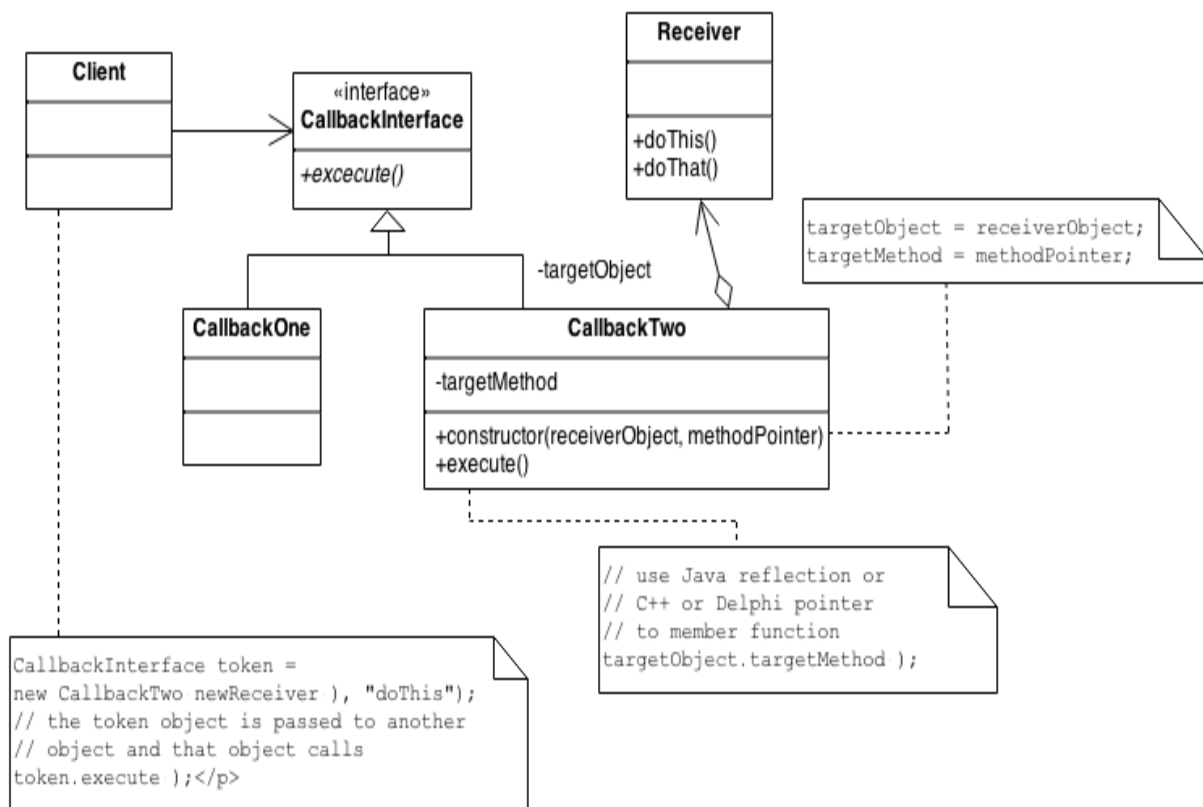 Client
«interface»
CallbackInterface
+excecute()
Receiver
+doThis()
+doThat()
targetObject = receiverObject;
targetMethod = methodPointer;
-targetObject
CallbackOne
CallbackTwo
-targetMethod
+constructor(receiverObject, methodPointer)
+execute()
// use Java reflection or
// C++ or Delphi pointer
// to member function
targetObject.targetMethod );
CallbackInterface token =
new CallbackTwo newReceiver ), "doThis");
// the token object is passed to another
// object and that object calls
token.execute );</p>